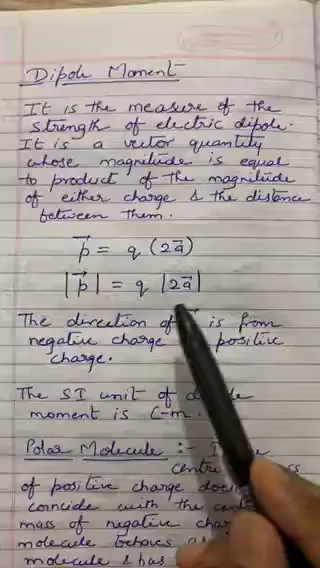 Dipole Moment
It is the measure of the
strength of electric dipole.
It is a vector quantity
whose magnitude is equal
to product of the magnitude
of either charge & the distance
between them.
p⃗ = q (2a⃗)
|p⃗| = q |2a⃗|
The direction of is from
negative charge positive
charge.
The SI unit of
moment is C-m.
Polar Molecule :-
centre
of positive charge
coincide with the
mass of negative
molecule behaves
molecule & has